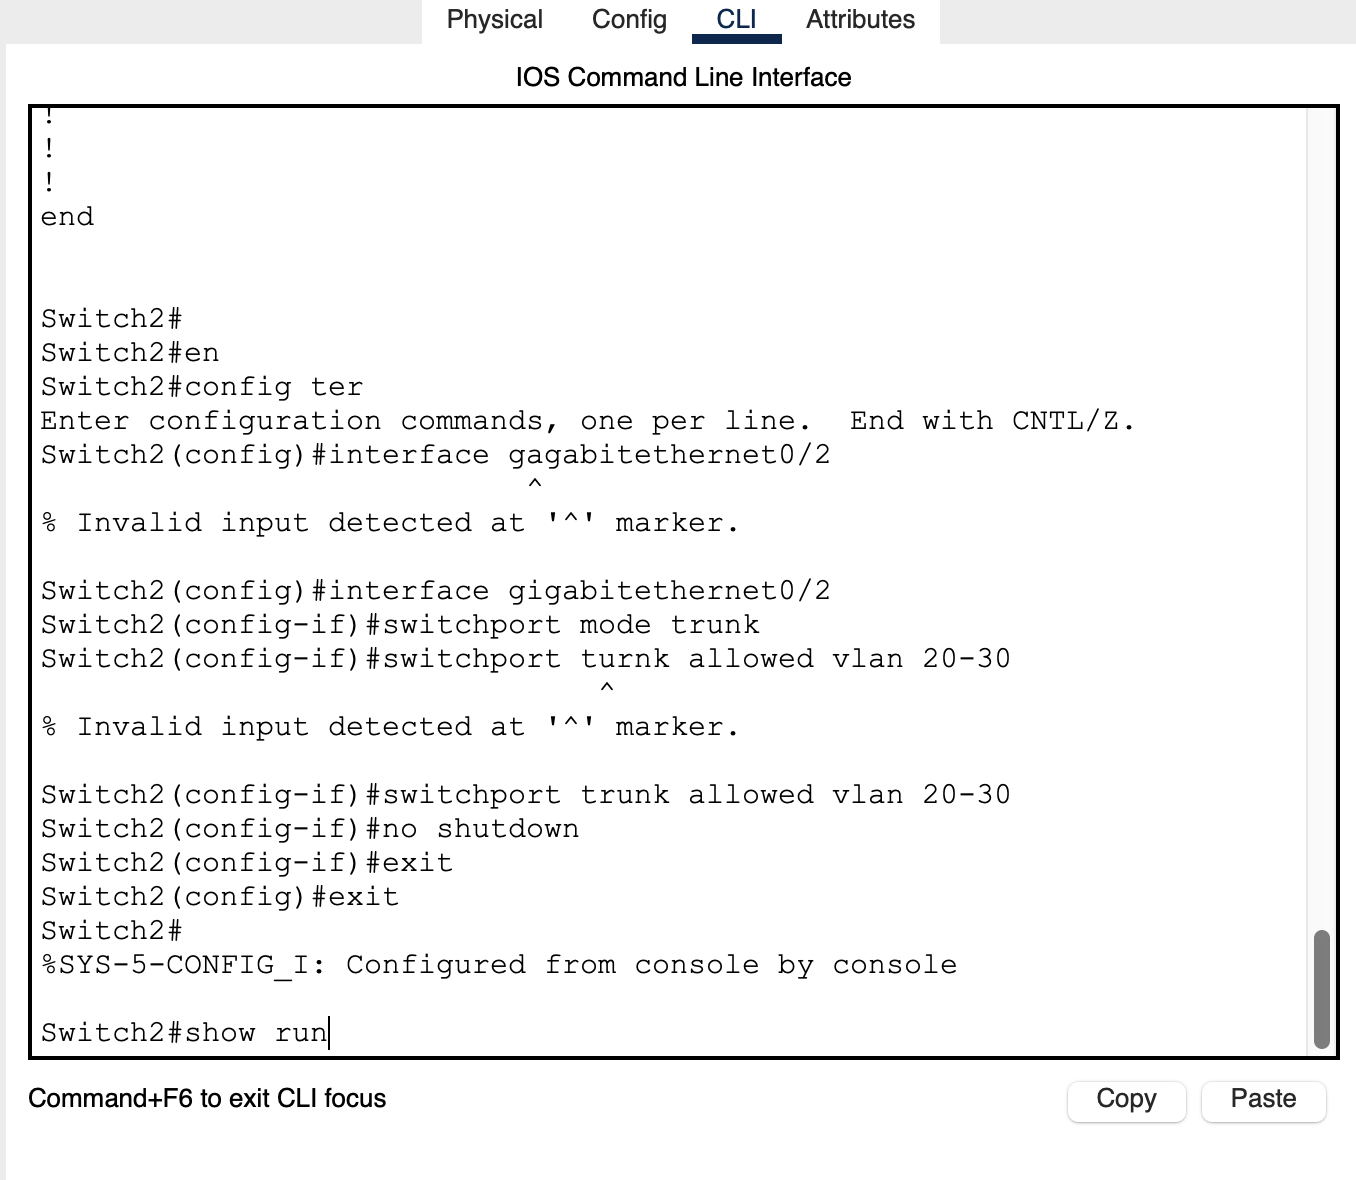 Physical Config CLI Attributes
IOS Command Line Interface
!
!
!
end
Switch2#
Switch2#en
Switch2#config ter
Enter configuration commands, one per line.  End with CNTL/Z.
Switch2(config)#interface gagabitethernet0/2
^
% Invalid input detected at '^' marker.
Switch2(config)#interface gigabitethernet0/2
Switch2(config-if)#switchport mode trunk
Switch2(config-if)#switchport turnk allowed vlan 20-30
^
% Invalid input detected at '^' marker.
Switch2(config-if)#switchport trunk allowed vlan 20-30
Switch2(config-if)#no shutdown
Switch2(config-if)#exit
Switch2(config)#exit
Switch2#
%SYS-5-CONFIG_I: Configured from console by console
Switch2#show run
Command+F6 to exit CLI focus
Copy Paste